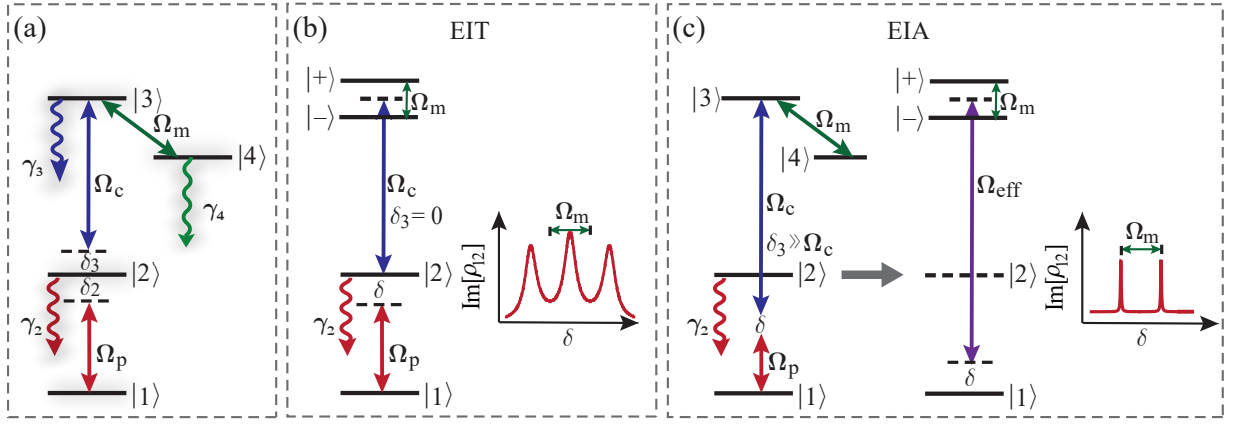 (a)
|3⟩
Ωm
|4⟩
γ3
Ωc
γ4
δ3
|2⟩
δ2
γ2
Ωp
|1⟩
(b)
EIT
|+⟩
Ωm
|−⟩
Ωc
δ3 = 0
|2⟩
δ
γ2
Ωp
|1⟩
Im[ρ12]
Ωm
δ
(c)
EIA
|3⟩
Ωm
|4⟩
Ωc
δ3 ≫ Ωc
|2⟩
γ2
δ
Ωp
|1⟩
|+⟩
Ωm
|−⟩
Ωeff
|2⟩
δ
|1⟩
Im[ρ12]
Ωm
δ